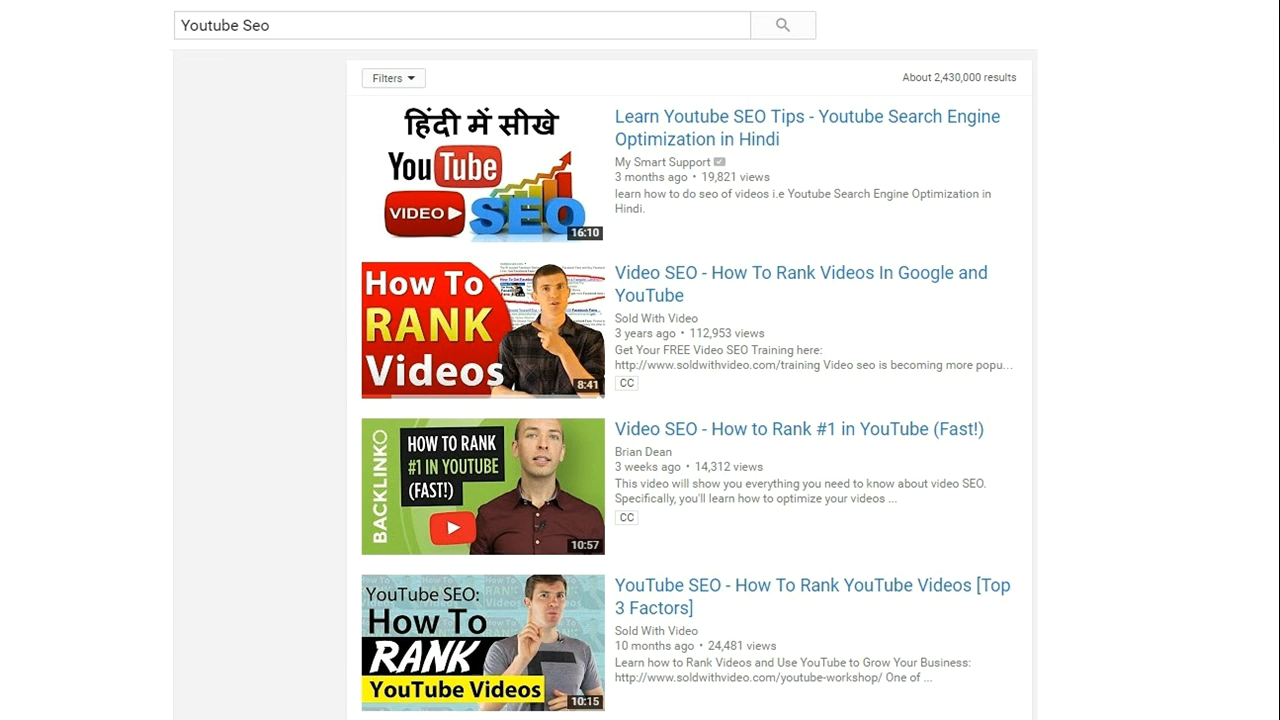 Youtube Seo
Filters
About 2,430,000 results
हिंदी में सीखे
YouTube
VIDEO
SEO
16:10
Learn Youtube SEO Tips - Youtube Search Engine
Optimization in Hindi
My Smart Support
3 months ago • 19,821 views
learn how to do seo of videos i.e Youtube Search Engine Optimization in
Hindi.
How To
RANK
Videos
8:41
Video SEO - How To Rank Videos In Google and
YouTube
Sold With Video
3 years ago • 112,953 views
Get Your FREE Video SEO Training here:
http://www.soldwithvideo.com/training Video seo is becoming more popu...
CC
BACKLINKO
HOW TO RANK
#1 IN YOUTUBE
(FAST!)
10:57
Video SEO - How to Rank #1 in YouTube (Fast!)
Brian Dean
3 weeks ago • 14,312 views
This video will show you everything you need to know about video SEO.
Specifically, you'll learn how to optimize your videos ...
CC
YouTube SEO:
How To
RANK
YouTube Videos
10:15
YouTube SEO - How To Rank YouTube Videos [Top
3 Factors]
Sold With Video
10 months ago • 24,481 views
Learn how to Rank Videos and Use YouTube to Grow Your Business:
http://www.soldwithvideo.com/youtube-workshop/ One of ...